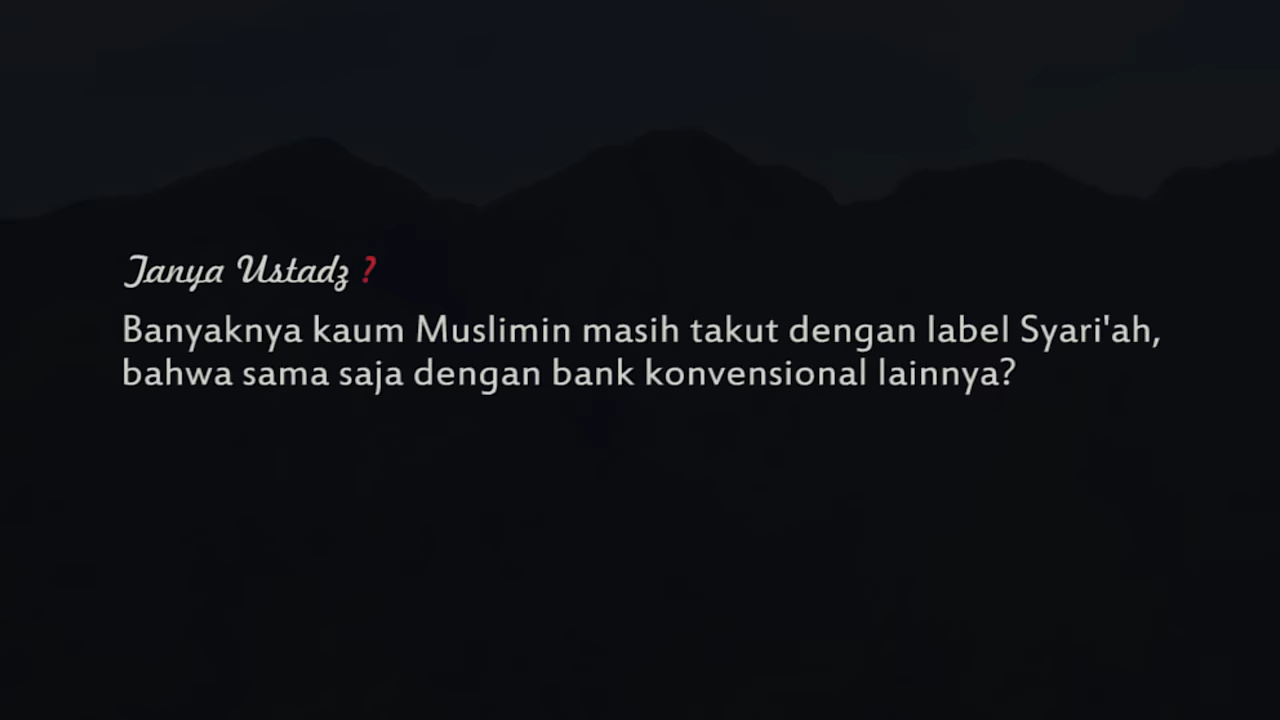 Tanya Ustadz ?
Banyaknya kaum Muslimin masih takut dengan label Syari'ah,
bahwa sama saja dengan bank konvensional lainnya?